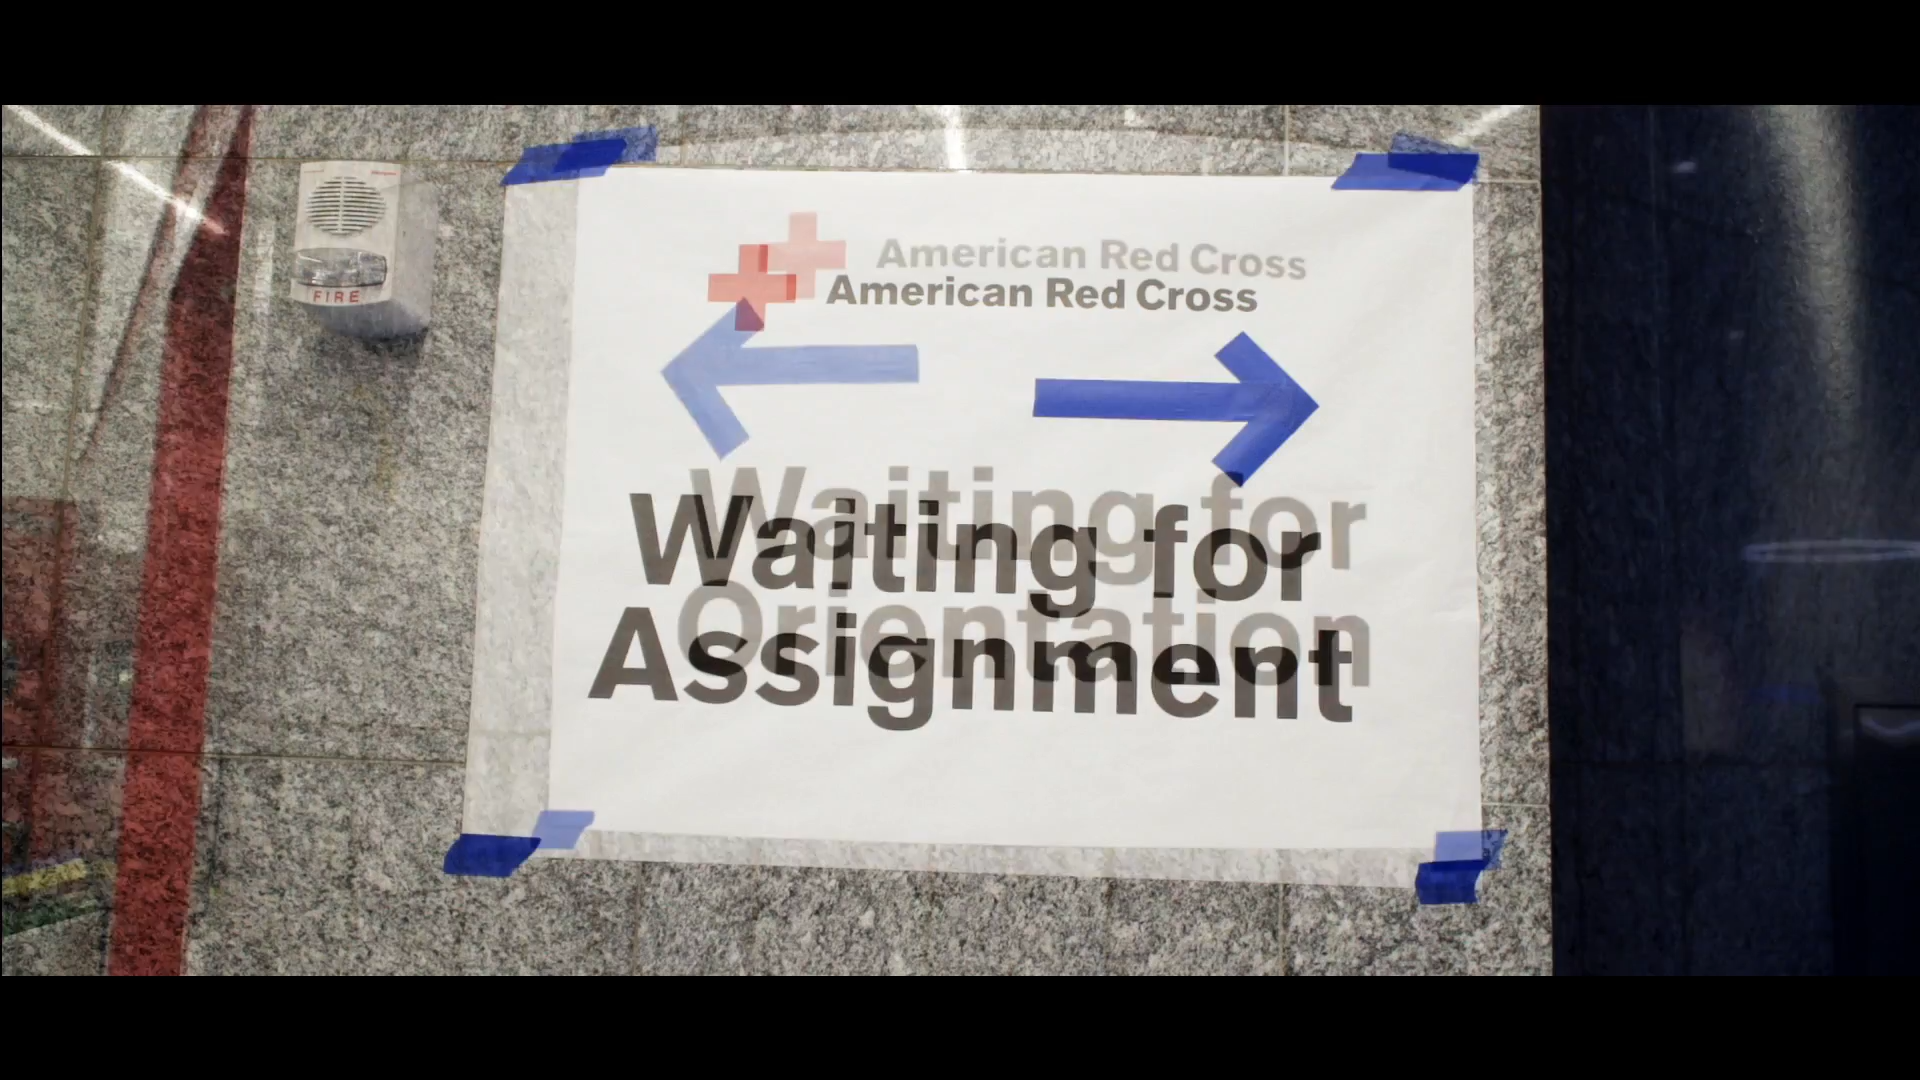 FIRE
American Red Cross
American Red Cross
Waiting for
Orientation
Waiting for
Assignment